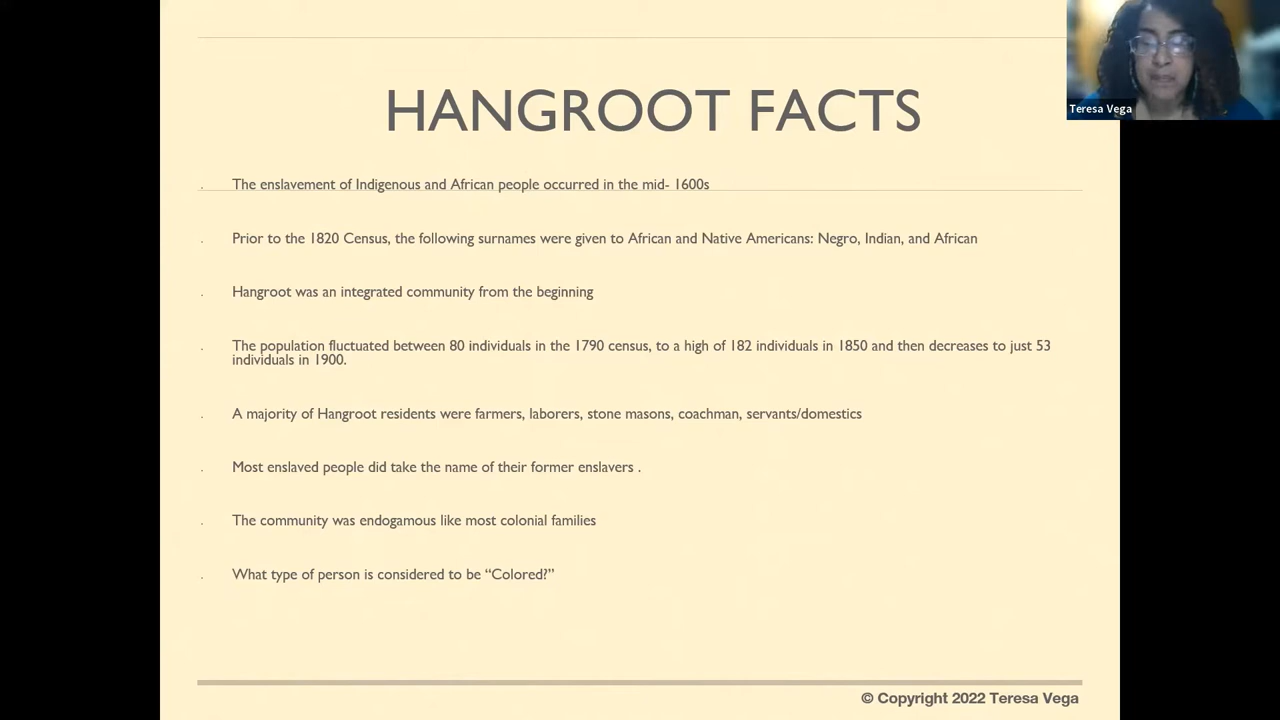 HANGROOT FACTS
Teresa Vega
. The enslavement of Indigenous and African people occurred in the mid- 1600s
. Prior to the 1820 Census, the following surnames were given to African and Native Americans: Negro, Indian, and African
. Hangroot was an integrated community from the beginning
. The population fluctuated between 80 individuals in the 1790 census, to a high of 182 individuals in 1850 and then decreases to just 53
individuals in 1900.
. A majority of Hangroot residents were farmers, laborers, stone masons, coachman, servants/domestics
. Most enslaved people did take the name of their former enslavers .
. The community was endogamous like most colonial families
. What type of person is considered to be “Colored?”
© Copyright 2022 Teresa Vega